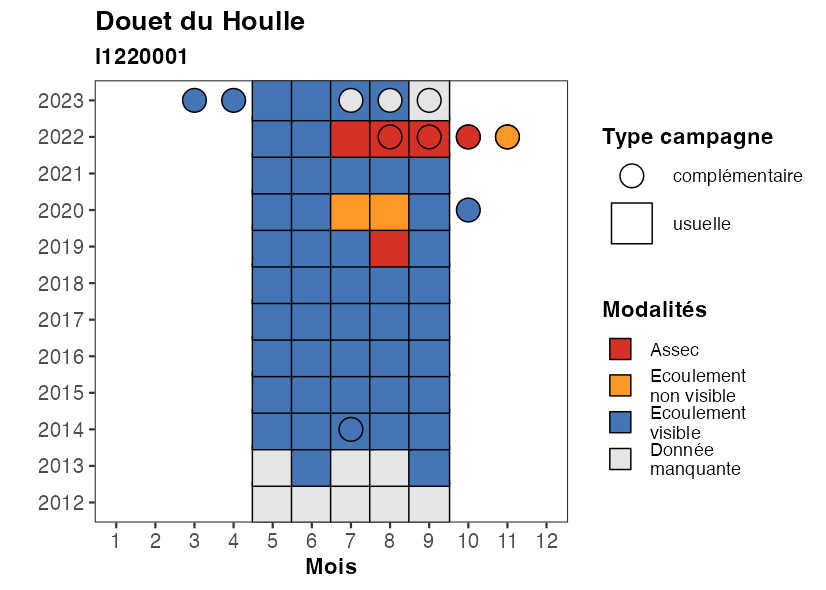 Douet du Houlle
I1220001
2023
2022
2021
2020
2019
2018
2017
2016
2015
2014
2013
2012
1 2 3 4 5 6 7 8 9 10 11 12
Mois
Type campagne
complémentaire
usuelle
Modalités
Assec
Ecoulement
non visible
Ecoulement
visible
Donnée
manquante